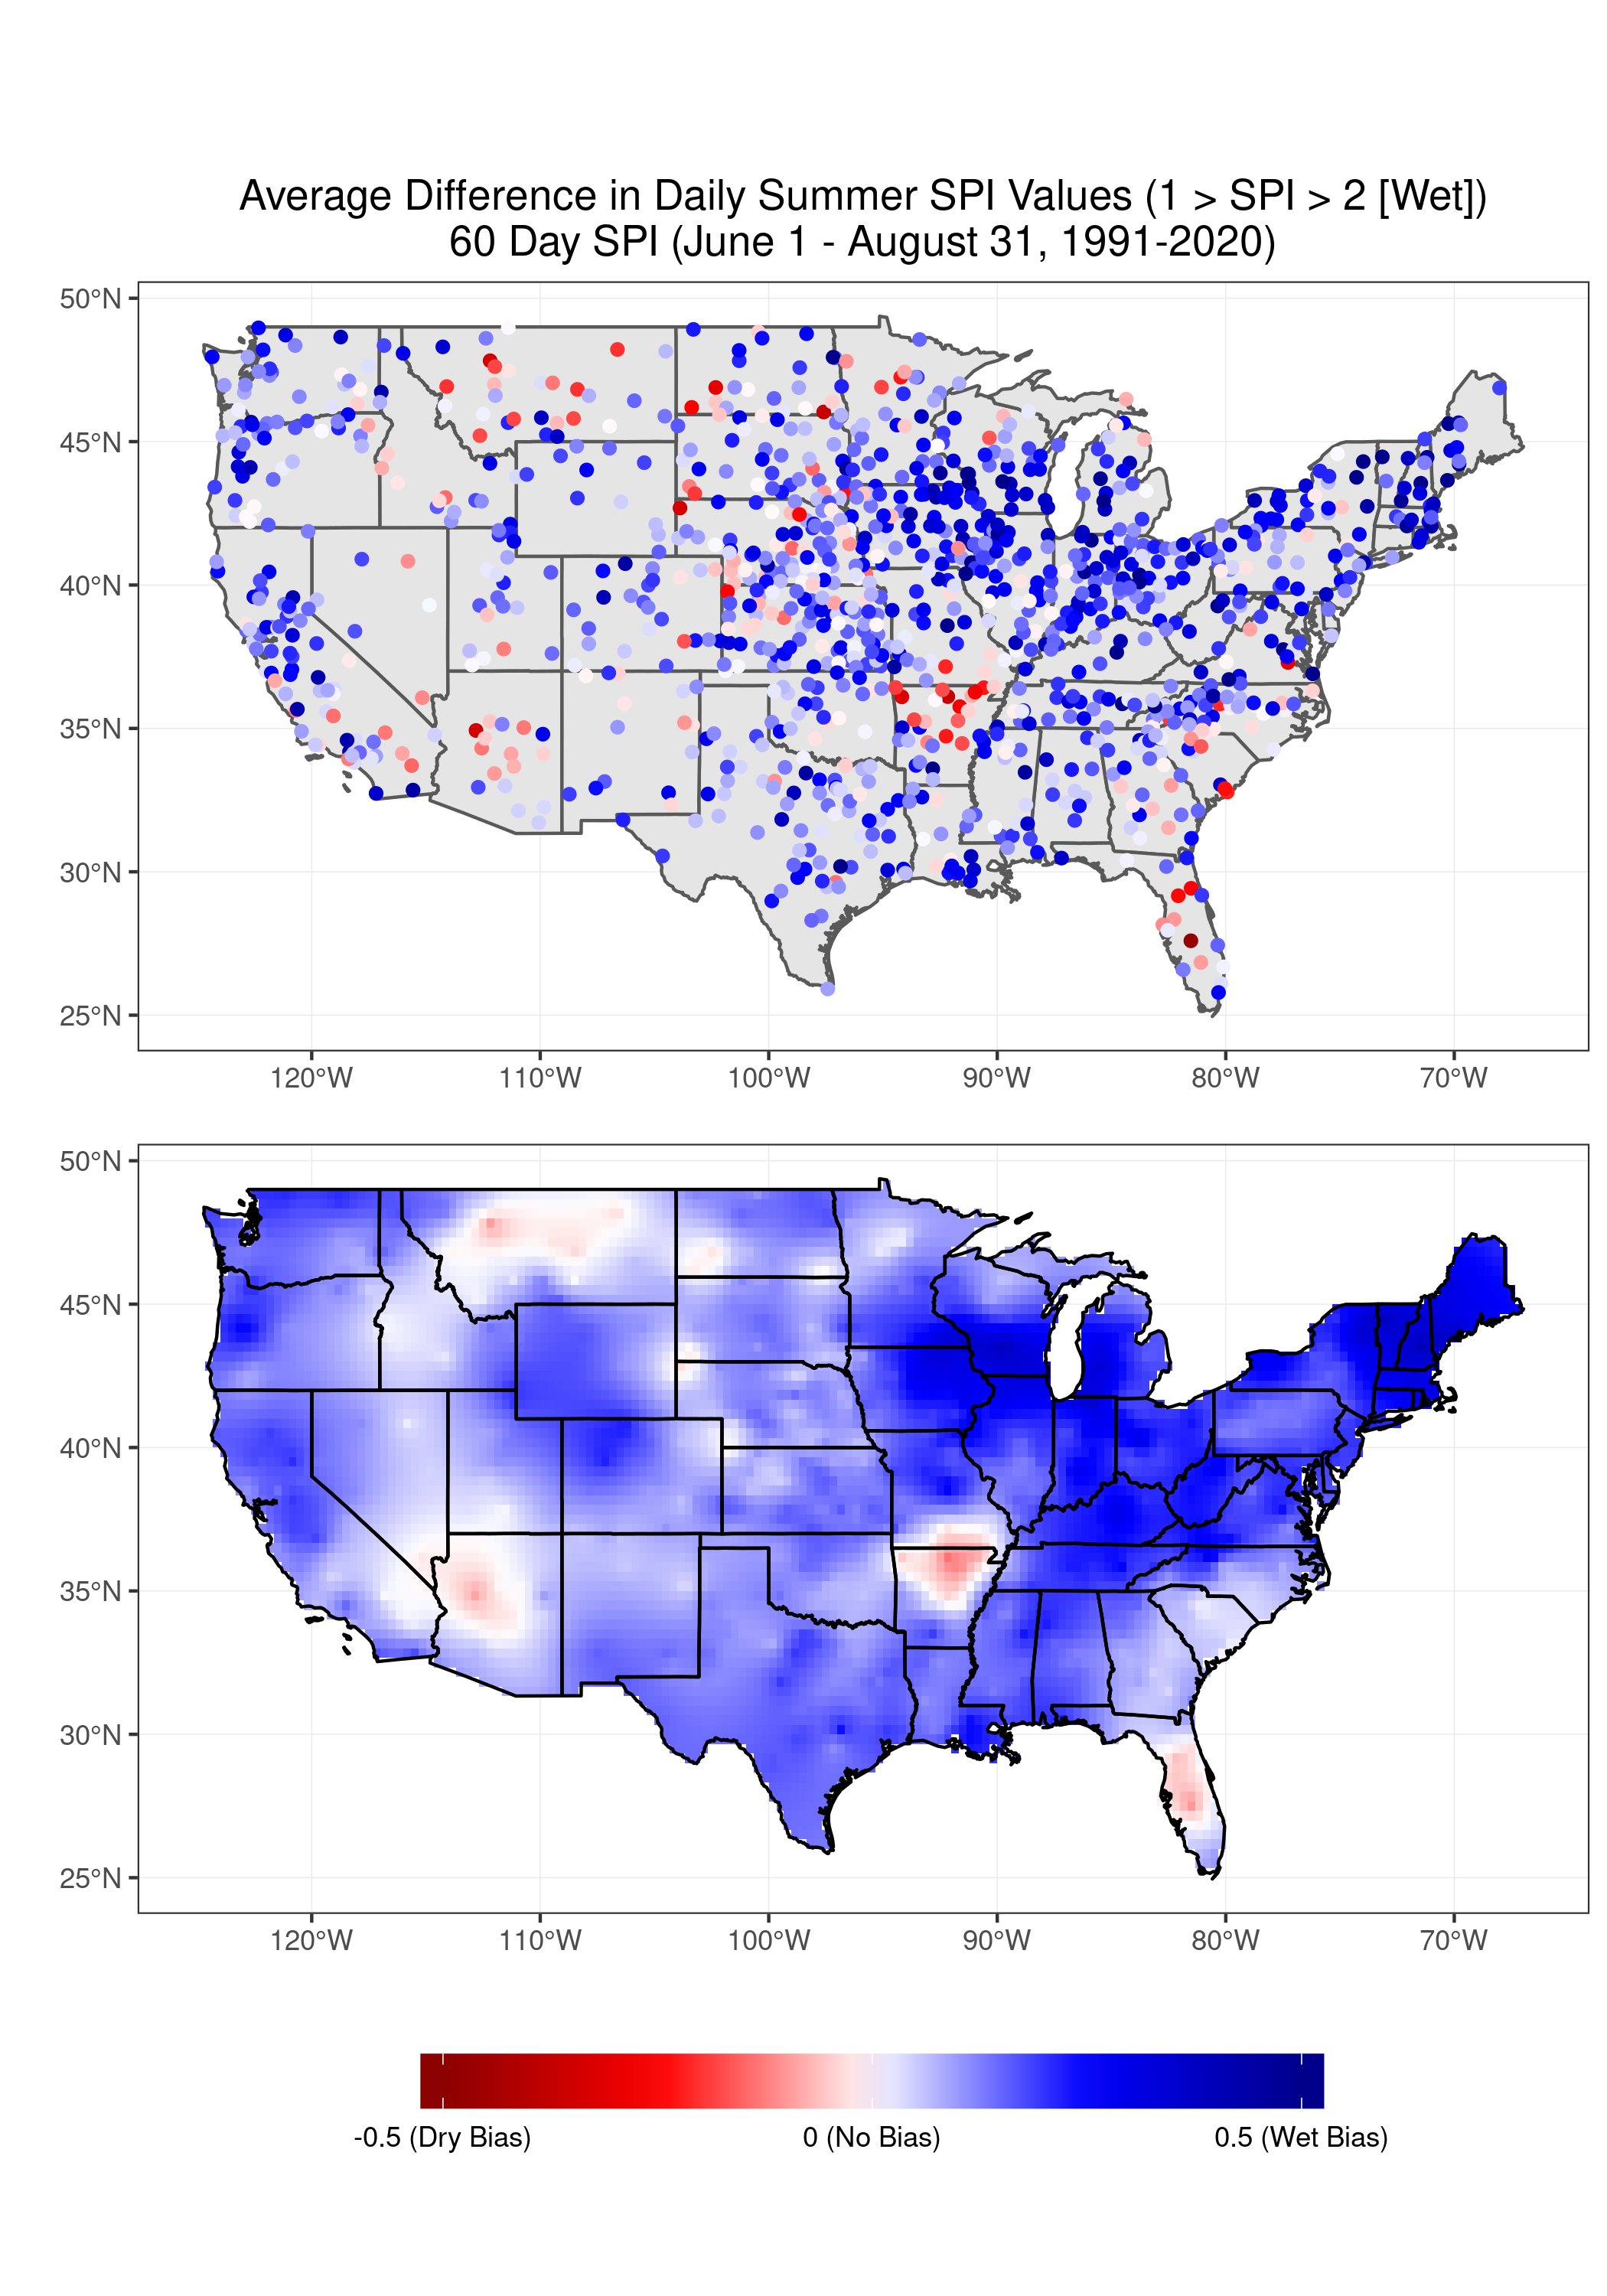 Average Difference in Daily Summer SPI Values (1 > SPI > 2 [Wet])
60 Day SPI (June 1 - August 31, 1991-2020)
50°N
45°N
40°N
35°N
30°N
25°N
120°W 110°W 100°W 90°W 80°W 70°W
50°N
45°N
40°N
35°N
30°N
25°N
120°W 110°W 100°W 90°W 80°W 70°W
-0.5 (Dry Bias) 0 (No Bias) 0.5 (Wet Bias)